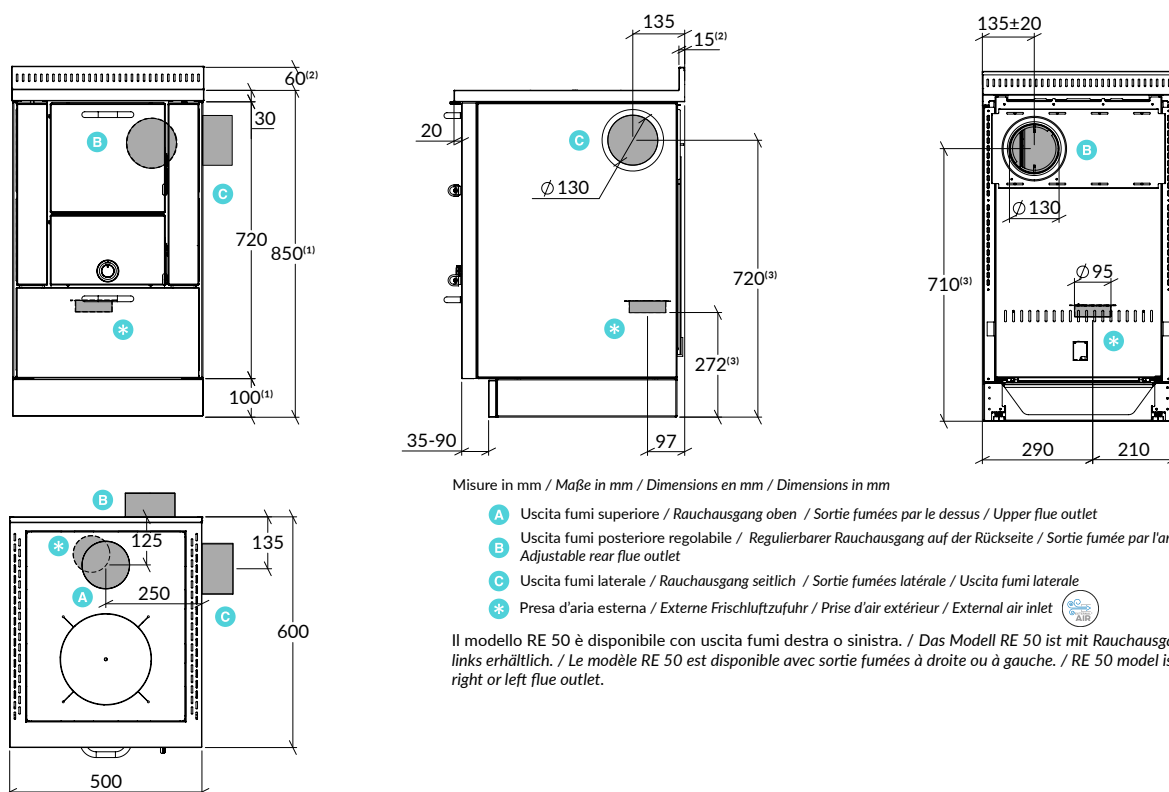 135
15⁽²⁾
135±20
60⁽²⁾
30
B
C
20
C
B
Ø 130
Ø 130
720
850⁽¹⁾
720⁽³⁾
710⁽³⁾
Ø 95
*
*
*
272⁽³⁾
100⁽¹⁾
35-90
97
290
210
Misure in mm / Maße in mm / Dimensions en mm / Dimensions in mm
A Uscita fumi superiore / Rauchausgang oben / Sortie fumées par le dessus / Upper flue outlet
B Uscita fumi posteriore regolabile / Regulierbarer Rauchausgang auf der Rückseite / Sortie fumée par l'ar
Adjustable rear flue outlet
C Uscita fumi laterale / Rauchausgang seitlich / Sortie fumées latérale / Uscita fumi laterale
* Presa d'aria esterna / Externe Frischluftzufuhr / Prise d'air extérieur / External air inlet
AIR
Il modello RE 50 è disponibile con uscita fumi destra o sinistra. / Das Modell RE 50 ist mit Rauchausga
links erhältlich. / Le modèle RE 50 est disponible avec sortie fumées à droite ou à gauche. / RE 50 model is
right or left flue outlet.
B
*
125
135
A
250
C
600
500